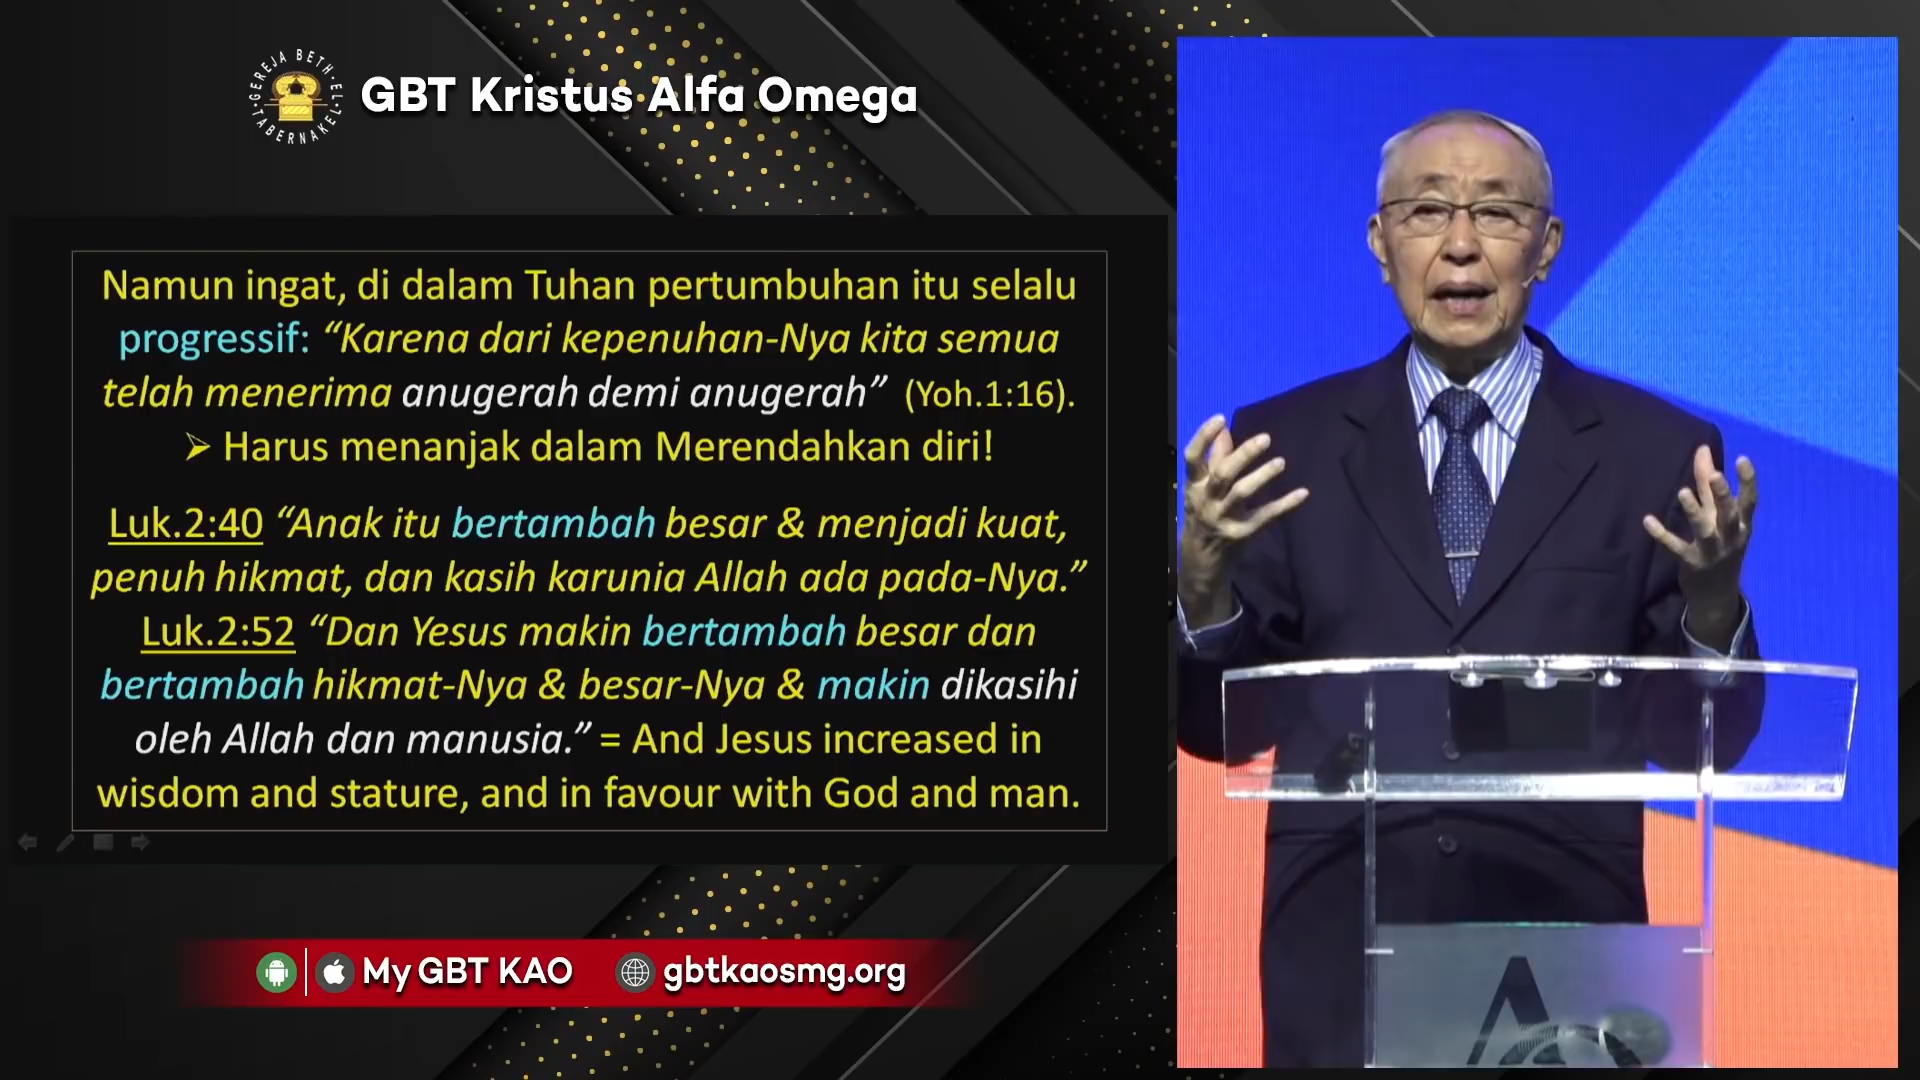 GEREJA BETH-EL TABERNAKEL
GBT Kristus Alfa Omega
Namun ingat, di dalam Tuhan pertumbuhan itu selalu
progressif: “Karena dari kepenuhan-Nya kita semua
telah menerima anugerah demi anugerah” (Yoh.1:16).
➢ Harus menanjak dalam Merendahkan diri!
Luk.2:40 “Anak itu bertambah besar & menjadi kuat,
penuh hikmat, dan kasih karunia Allah ada pada-Nya.”
Luk.2:52 “Dan Yesus makin bertambah besar dan
bertambah hikmat-Nya & besar-Nya & makin dikasihi
oleh Allah dan manusia.” = And Jesus increased in
wisdom and stature, and in favour with God and man.
My GBT KAO
gbtkaosmg.org